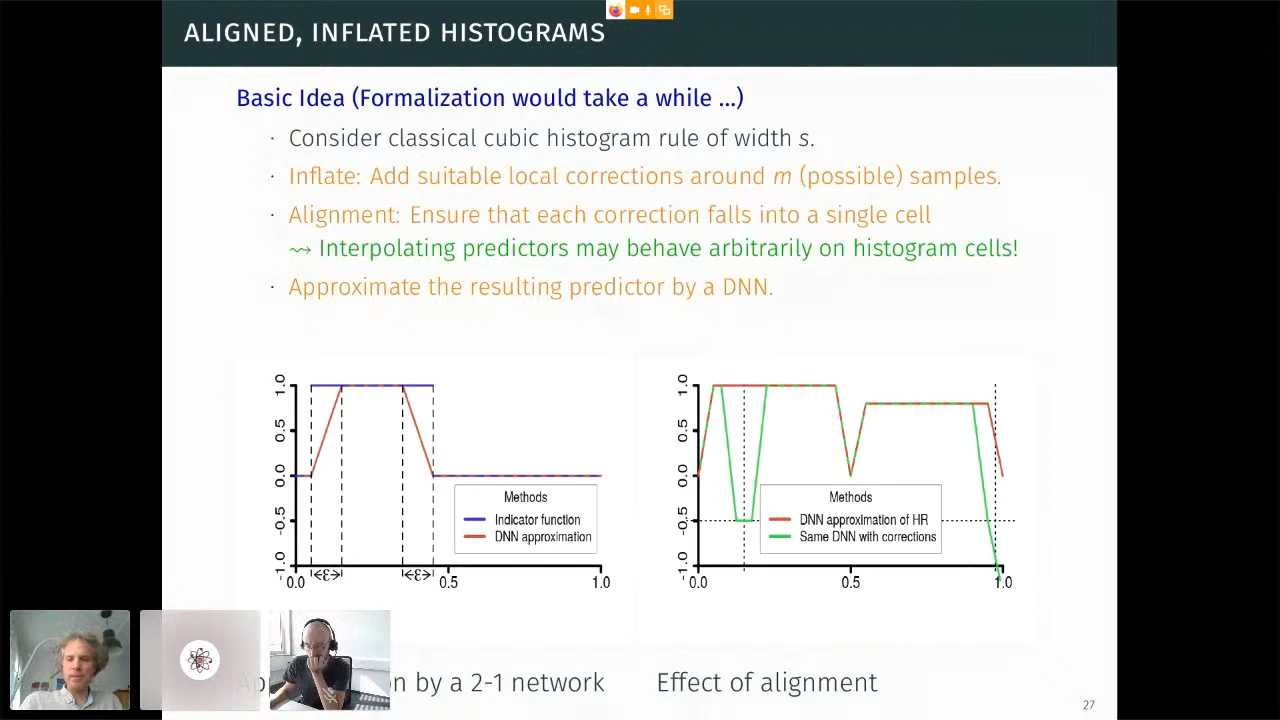 ALIGNED, INFLATED HISTOGRAMS
Basic Idea (Formalization would take a while ...)
· Consider classical cubic histogram rule of width s.
· Inflate: Add suitable local corrections around m (possible) samples.
· Alignment: Ensure that each correction falls into a single cell
⇝ Interpolating predictors may behave arbitrarily on histogram cells!
· Approximate the resulting predictor by a DNN.
1.0
0.5
0.0
-0.5
-1.0
Methods
Indicator function
DNN approximation
0.0
ε
ε
0.5
1.0
1.0
0.5
0.0
-0.5
-1.0
Methods
DNN approximation of HR
Same DNN with corrections
0.0
0.5
1.0
by a 2-1 network
Effect of alignment
27